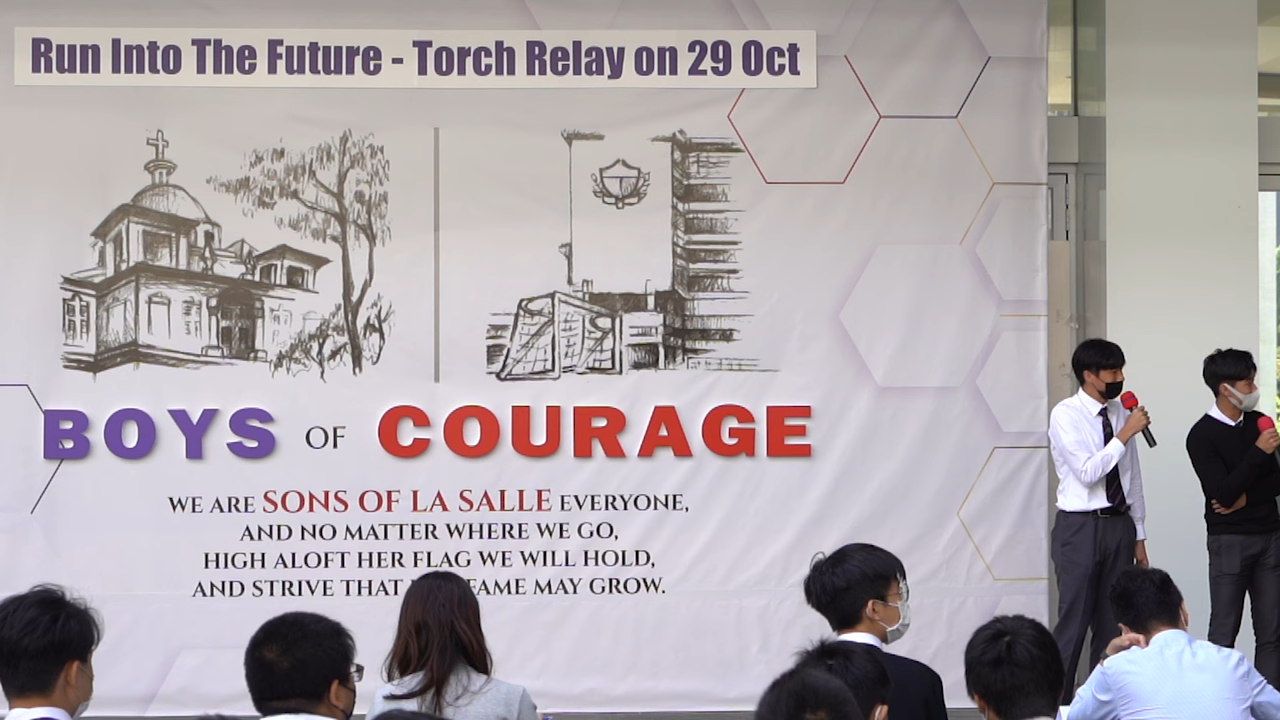 Run Into The Future - Torch Relay on 29 Oct
BOYS OF COURAGE
WE ARE SONS OF LA SALLE EVERYONE,
AND NO MATTER WHERE WE GO,
HIGH ALOFT HER FLAG WE WILL HOLD,
AND STRIVE THAT FAME MAY GROW.